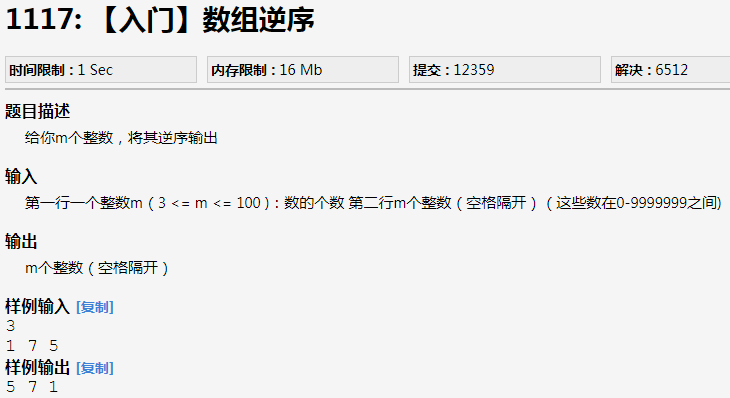 1117: 【入门】数组逆序
时间限制 : 1 Sec 内存限制 : 16 Mb 提交 : 12359 解决 : 6512
题目描述
给你m个整数，将其逆序输出
输入
第一行一个整数m（3 <= m <= 100 )：数的个数 第二行m个整数（空格隔开）（这些数在0-9999999之间)
输出
m个整数（空格隔开）
样例输入 [复制]
3
1 7 5
样例输出 [复制]
5 7 1